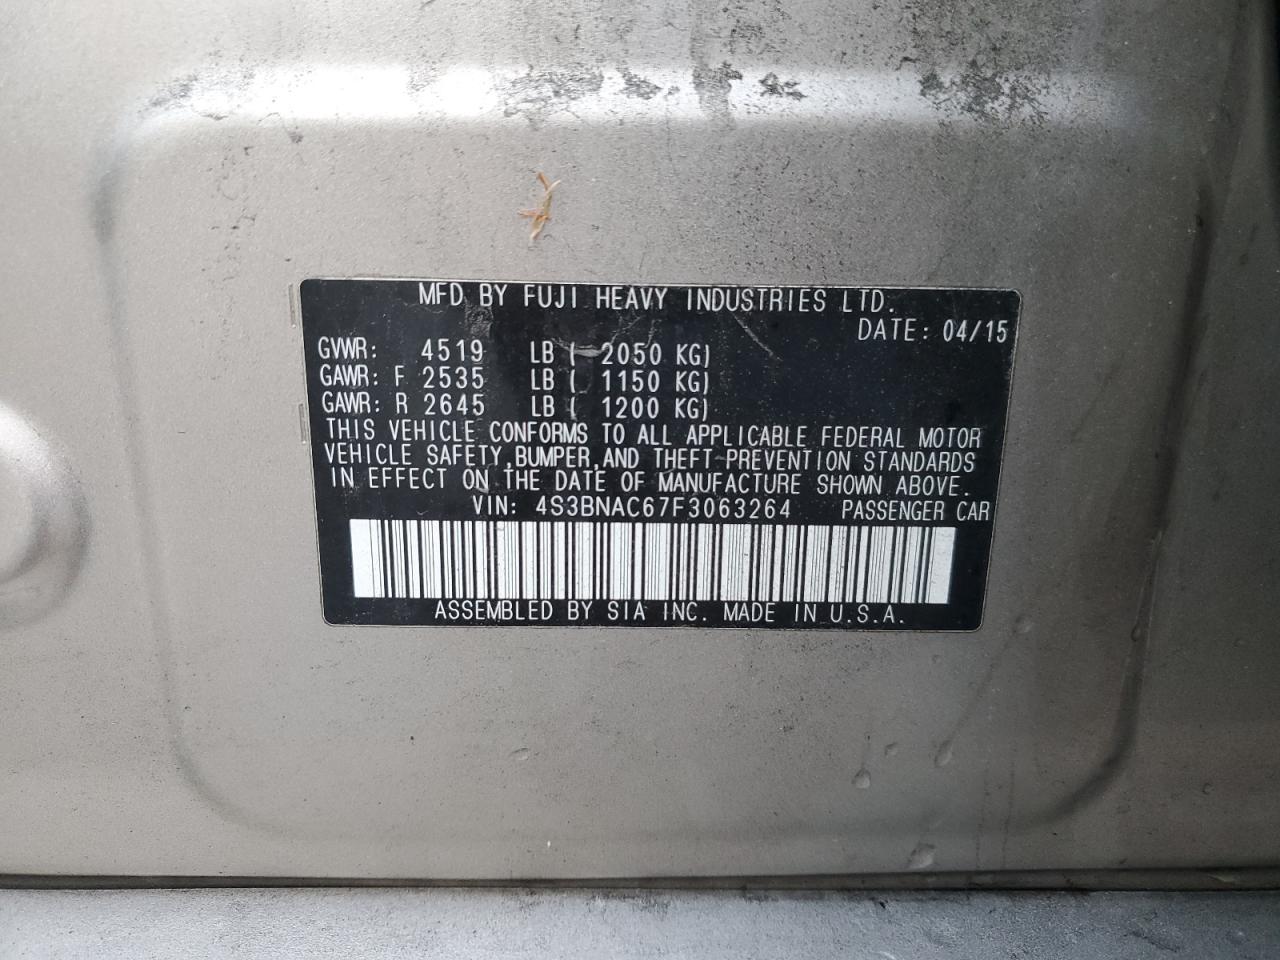 MFD. BY FUJI HEAVY INDUSTRIES LTD.
DATE: 04/15
GVWR: 4519 LB ( 2050 KG)
GAWR: F 2535 LB ( 1150 KG)
GAWR: R 2645 LB ( 1200 KG)
THIS VEHICLE CONFORMS TO ALL APPLICABLE FEDERAL MOTOR
VEHICLE SAFETY, BUMPER, AND THEFT PREVENTION STANDARDS
IN EFFECT ON THE DATE OF MANUFACTURE SHOWN ABOVE.
VIN: 4S3BNAC67F3063264 PASSENGER CAR
ASSEMBLED BY SIA INC. MADE IN U.S.A.